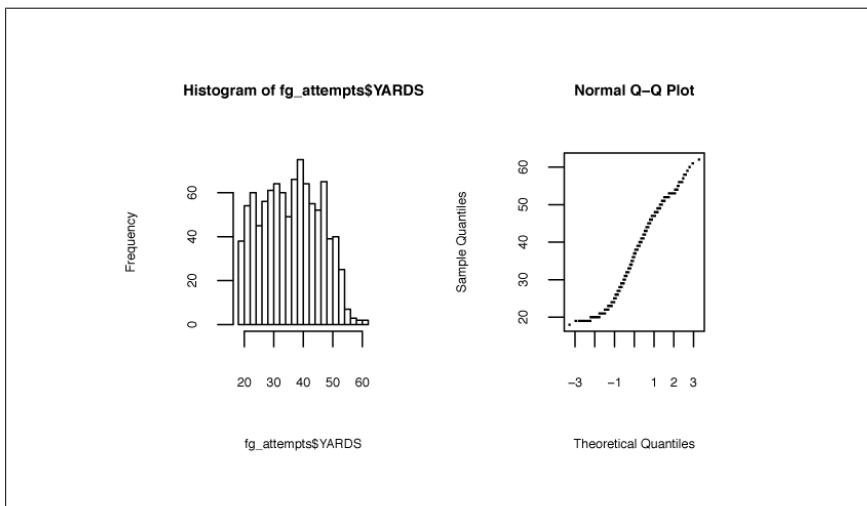 Histogram of fg_attempts$YARDS
Frequency
0 20 40 60
20 30 40 50 60
fg_attempts$YARDS
Normal Q–Q Plot
Sample Quantiles
20 30 40 50 60
−3 −1 1 2 3
Theoretical Quantiles